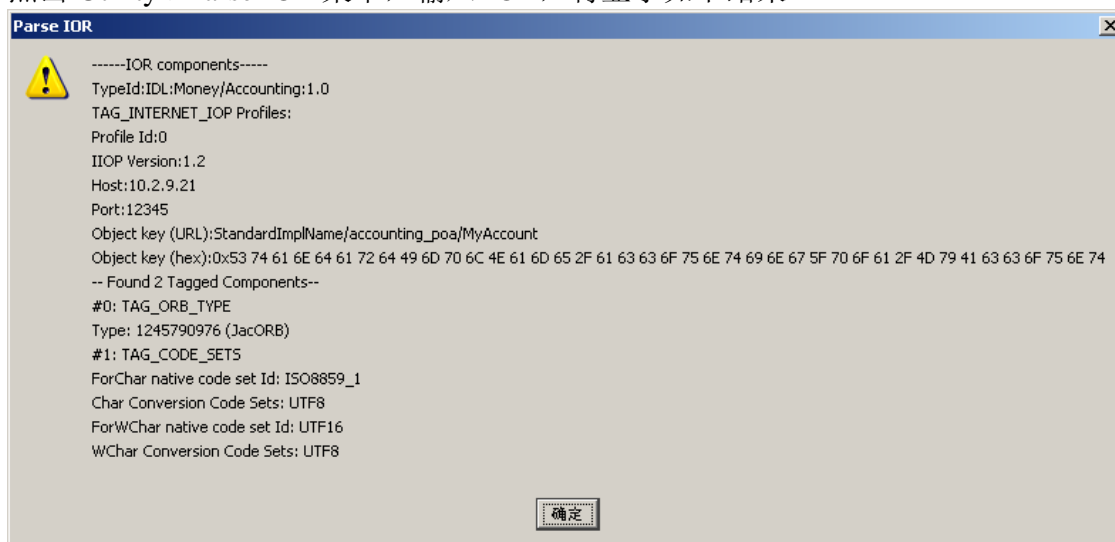 Parse IOR
------IOR components-----
TypeId:IDL:Money/Accounting:1.0
TAG_INTERNET_IOP Profiles:
Profile Id:0
IIOP Version:1.2
Host:10.2.9.21
Port:12345
Object key (URL):StandardImplName/accounting_poa/MyAccount
Object key (hex):0x53 74 61 6E 64 61 72 64 49 6D 70 6C 4E 61 6D 65 2F 61 63 63 6F 75 6E 74 69 6E 67 5F 70 6F 61 2F 4D 79 41 63 63 6F 75 6E 74
-- Found 2 Tagged Components--
#0: TAG_ORB_TYPE
Type: 1245790976 (JacORB)
#1: TAG_CODE_SETS
ForChar native code set Id: ISO8859_1
Char Conversion Code Sets: UTF8
ForWChar native code set Id: UTF16
WChar Conversion Code Sets: UTF8
确定